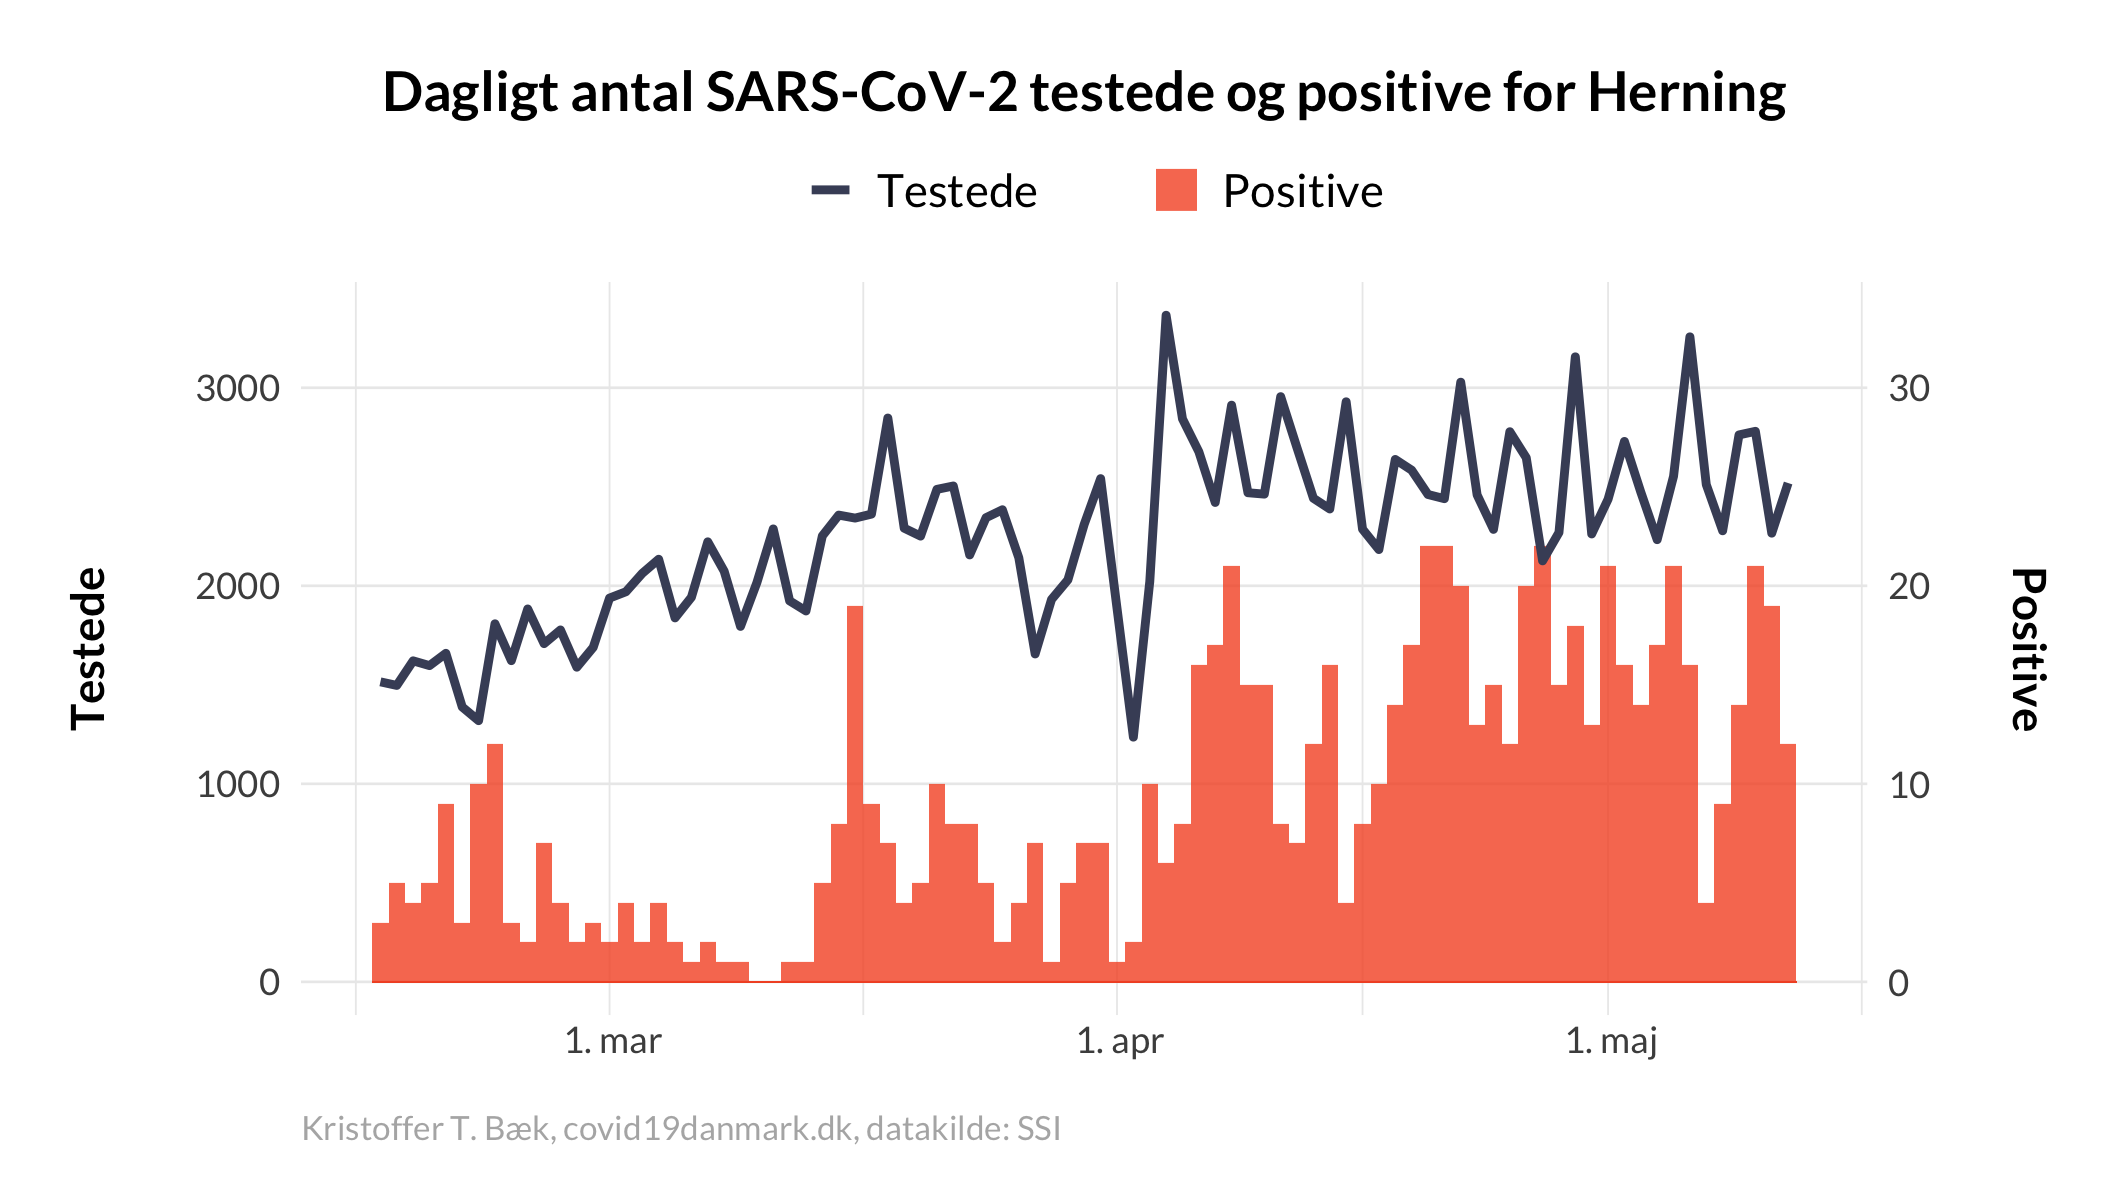 Dagligt antal SARS-CoV-2 testede og positive for Herning
Testede
Positive
3000
30
2000
20
1000
10
0
0
Testede
Positive
1. mar
1. apr
1. maj
Kristoffer T. Bæk, covid19danmark.dk, datakilde: SSI